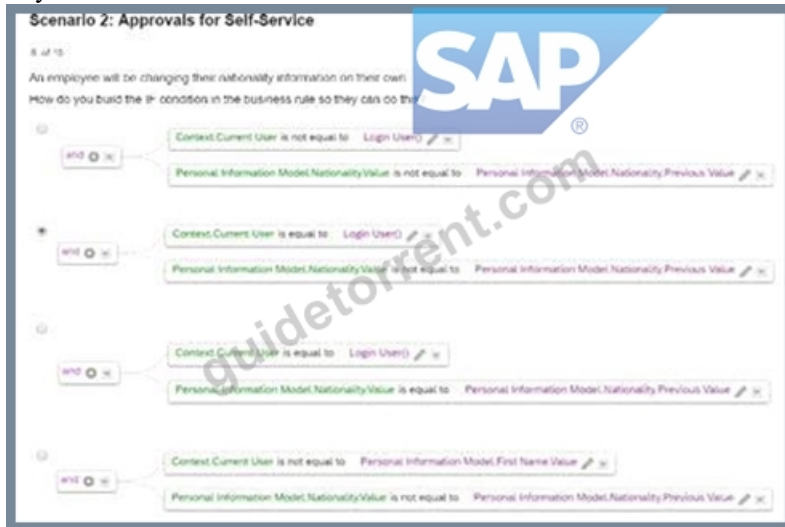 Scenario 2: Approvals for Self-Service
An employee will be changing their nationality information on their own
How do you build the IF condition in the business rule so they can do this
SAP
®
Context.Current User is not equal to Login User()
and
Personal Information Model.Nationality.Value is not equal to Personal Information Model.Nationality.Previous Value
Context.Current User is equal to Login User()
and
Personal Information Model.Nationality.Value is not equal to Personal Information Model.Nationality.Previous Value
Context.Current User is equal to Login User()
and
Personal Information Model.Nationality.Value is equal to Personal Information Model.Nationality.Previous Value
Context.Current User is not equal to Personal Information Model.First Name.Value
and
Personal Information Model.Nationality.Value is not equal to Personal Information Model.Nationality.Previous Value
guidetorrent.com